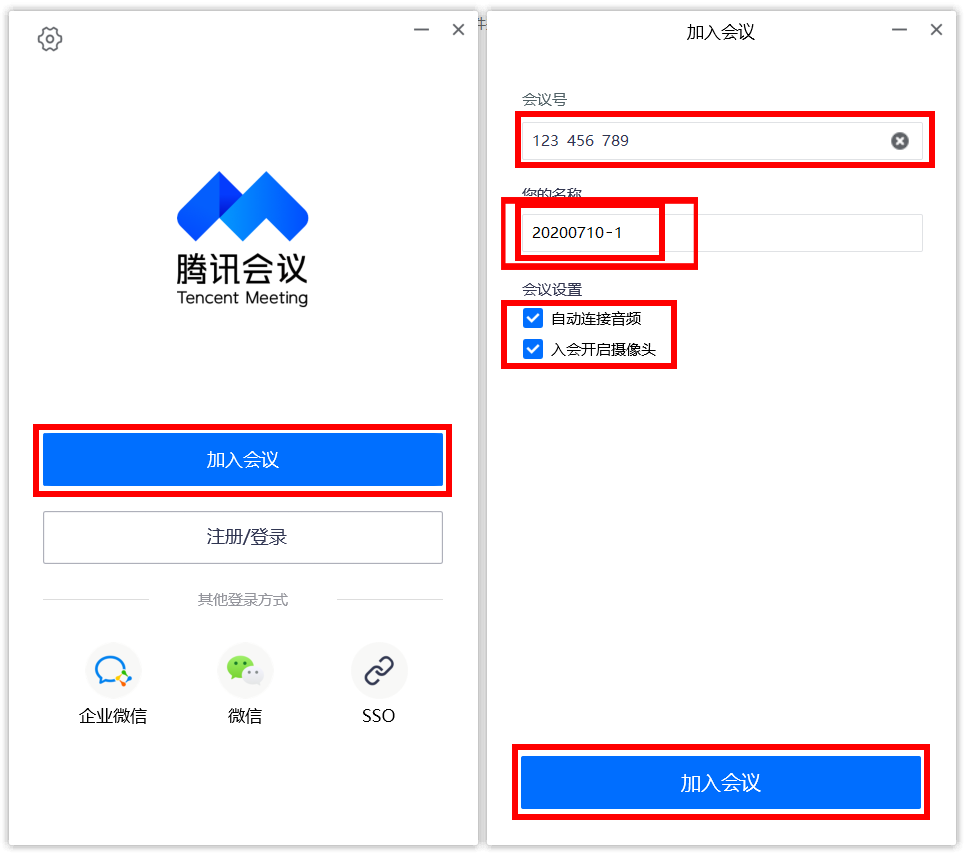 腾讯会议
Tencent Meeting
加入会议
注册/登录
其他登录方式
企业微信
微信
SSO
件
加入会议
会议号
123 456 789
您的名称
20200710-1
会议设置
自动连接音频
入会开启摄像头
加入会议